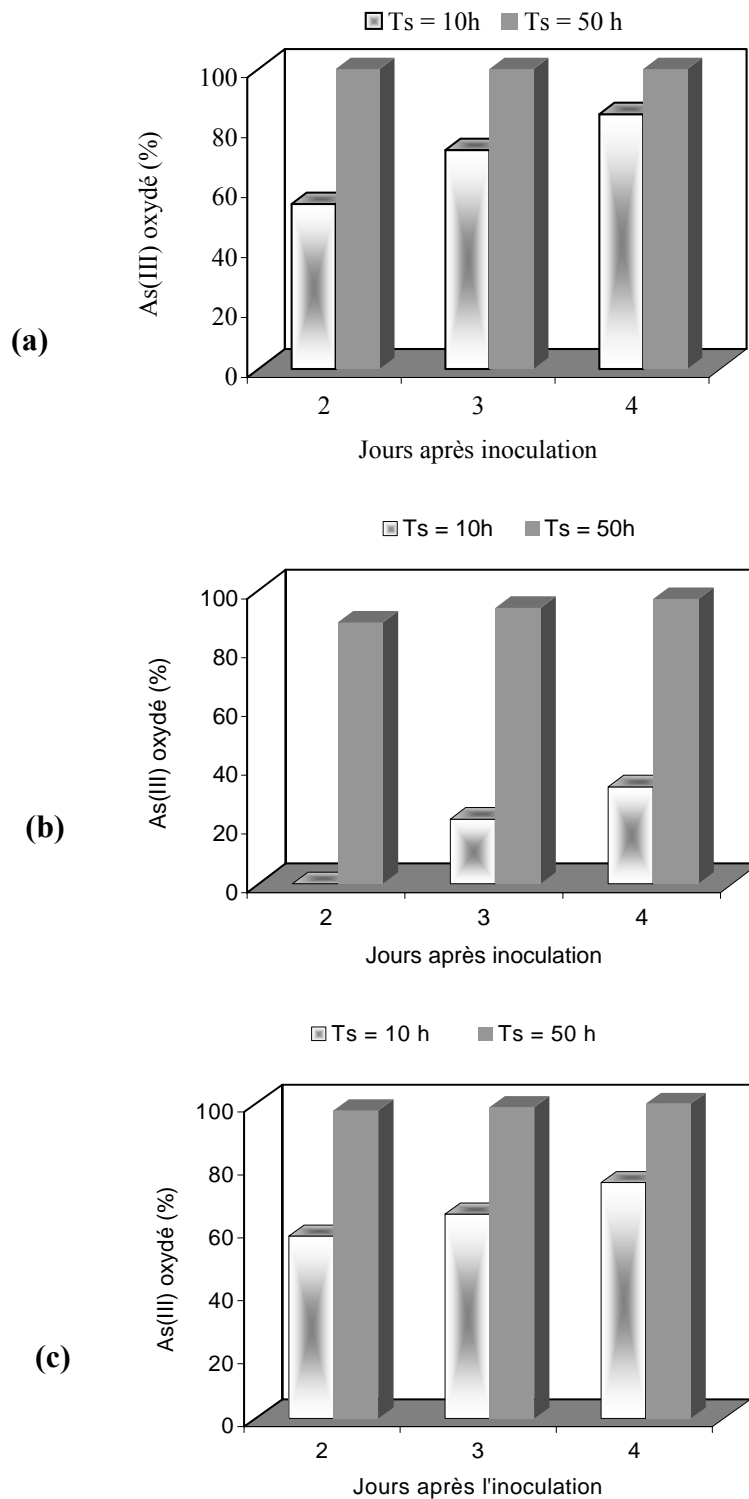 Ts = 10h Ts = 50 h
100
80
60
40
20
0
As(III) oxydé (%)
(a)
2 3 4
Jours après inoculation
Ts = 10h Ts = 50h
100
80
60
40
20
0
As(III) oxydé (%)
(b)
2 3 4
Jours après inoculation
Ts = 10 h Ts = 50 h
100
80
60
40
20
0
As(III) oxydé (%)
(c)
2 3 4
Jours après l'inoculation